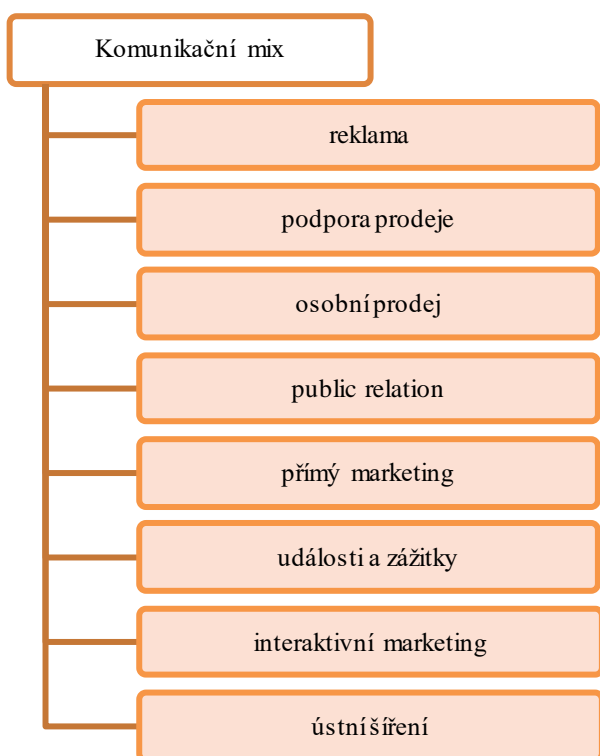 Komunikační mix
reklama
podpora prodeje
osobní prodej
public relation
přímý marketing
události a zážitky
interaktivní marketing
ústní šíření